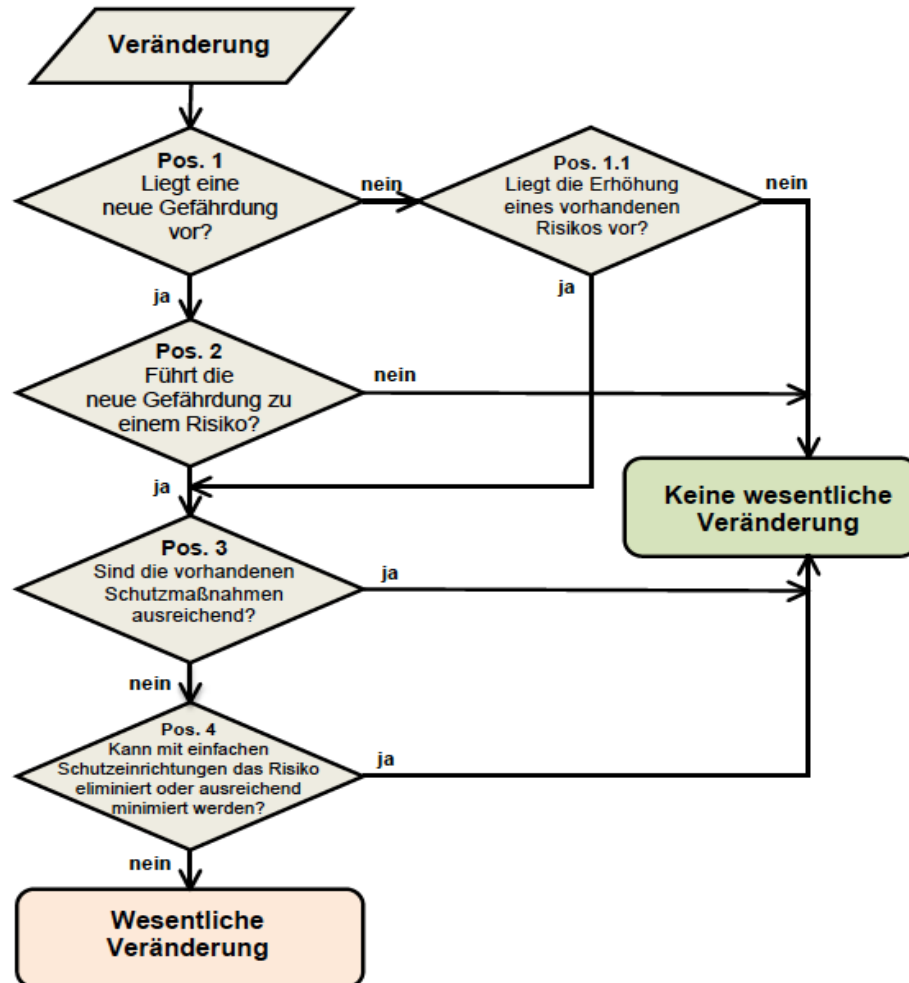 Veränderung
Pos. 1
Liegt eine
neue Gefährdung
vor?
nein
Pos. 1.1
Liegt die Erhöhung
eines vorhandenen
Risikos vor?
nein
ja
ja
Pos. 2
Führt die
neue Gefährdung zu
einem Risiko?
nein
ja
Keine wesentliche
Veränderung
Pos. 3
Sind die vorhandenen
Schutzmaßnahmen
ausreichend?
ja
nein
Pos. 4
Kann mit einfachen
Schutzeinrichtungen das Risiko
eliminiert oder ausreichend
minimiert werden?
ja
nein
Wesentliche
Veränderung